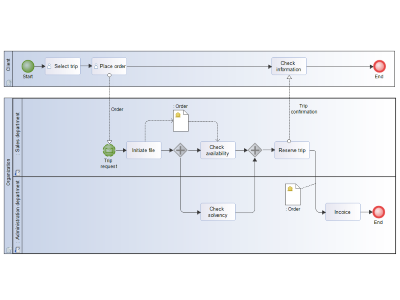 Client
Select trip
Place order
Check
information
Start
End
Order
Trip
confirmation
Organization
Sales department
Order
Trip
request
Initiate file
Check
availability
Reserve trip
Administration department
Check
solvency
Order
Invoice
End